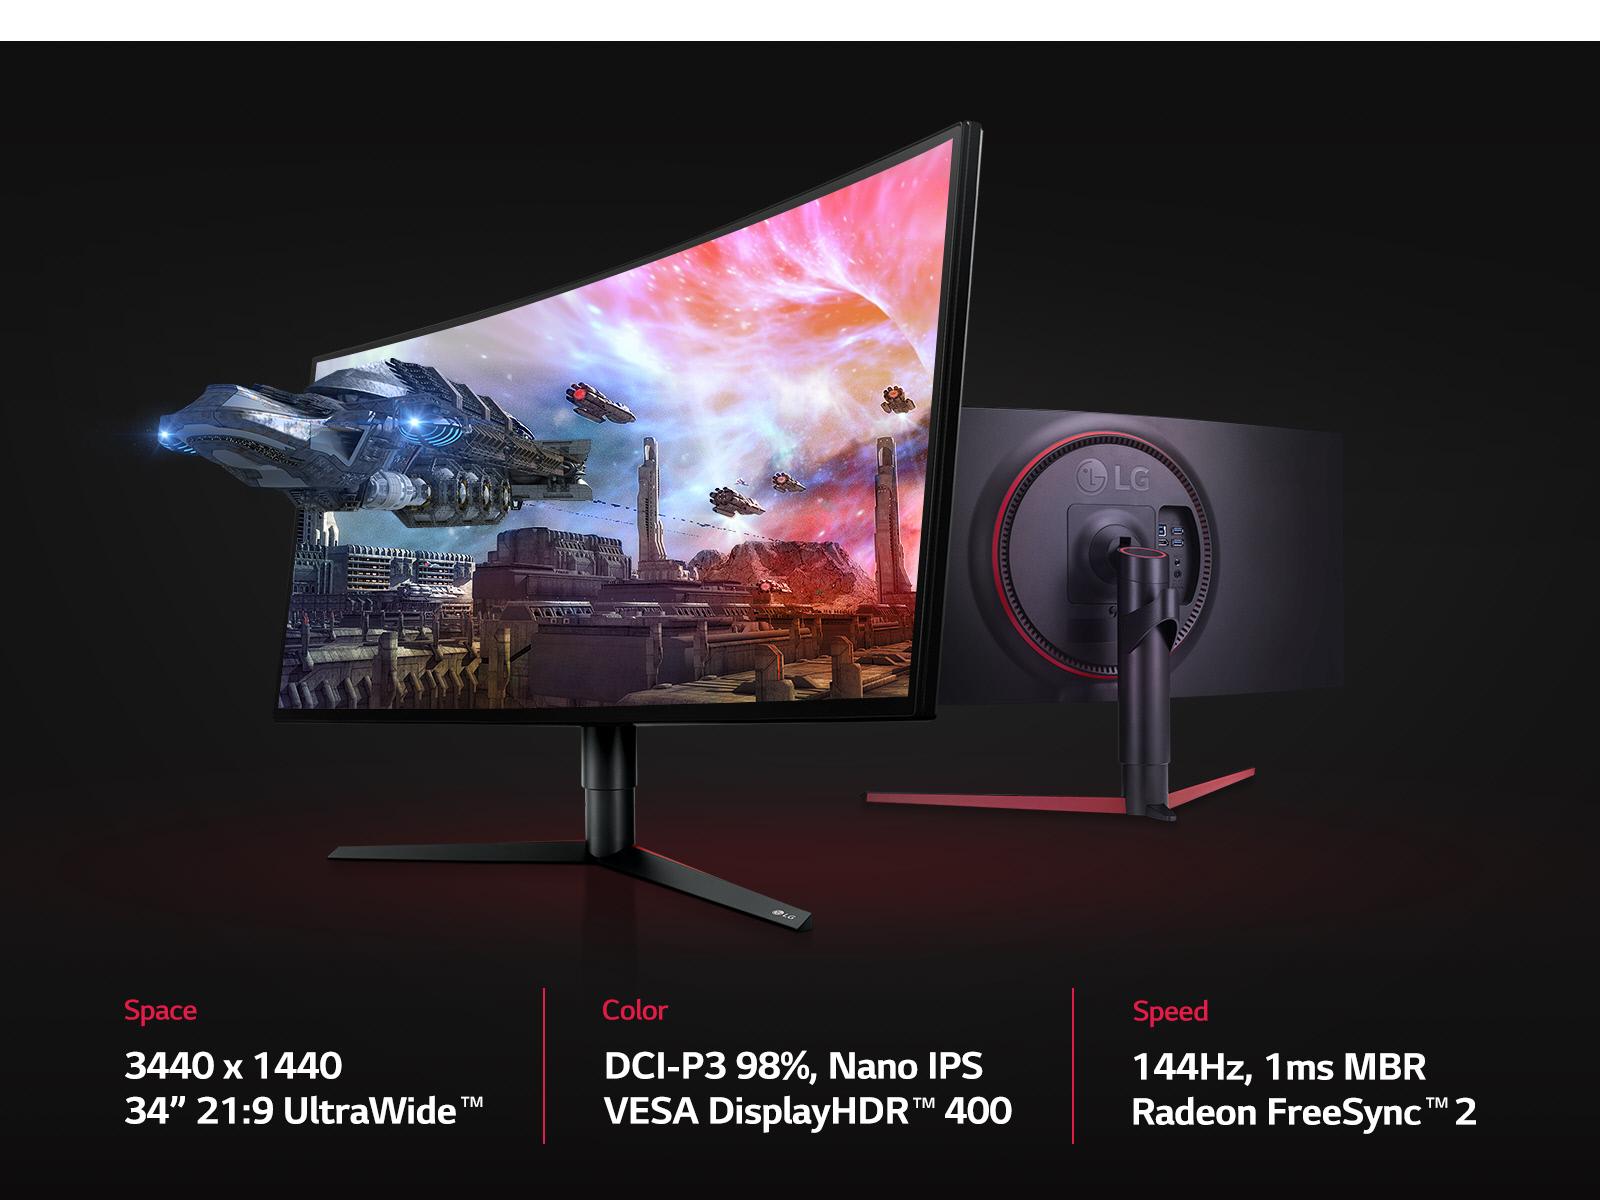 LG
LG
Space
3440 x 1440
34” 21:9 UltraWide™
Color
DCI-P3 98%, Nano IPS
VESA DisplayHDR™ 400
Speed
144Hz, 1ms MBR
Radeon FreeSync™ 2